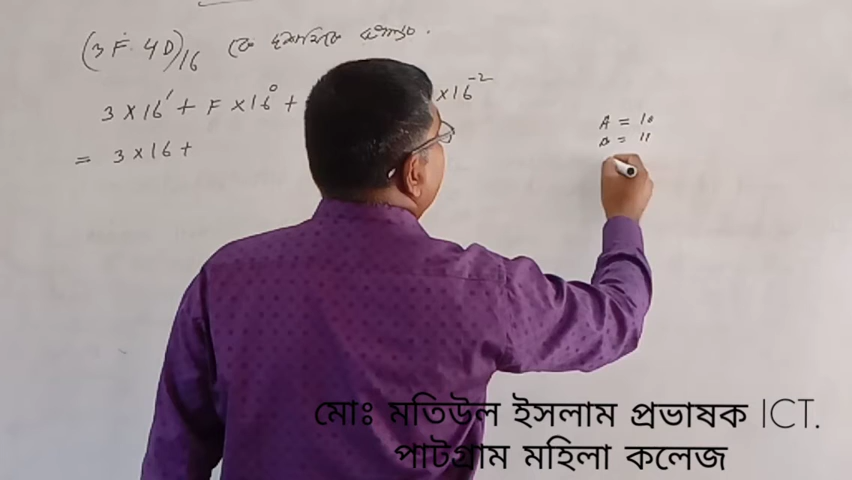 (3F.4D)16 কে দশমিকে রূপান্তর.
3×16¹ + F×16⁰ + ×16⁻²
= 3×16 +
A = 10
B = 11
মোঃ মতিউল ইসলাম প্রভাষক ICT.
পাটগ্রাম মহিলা কলেজ